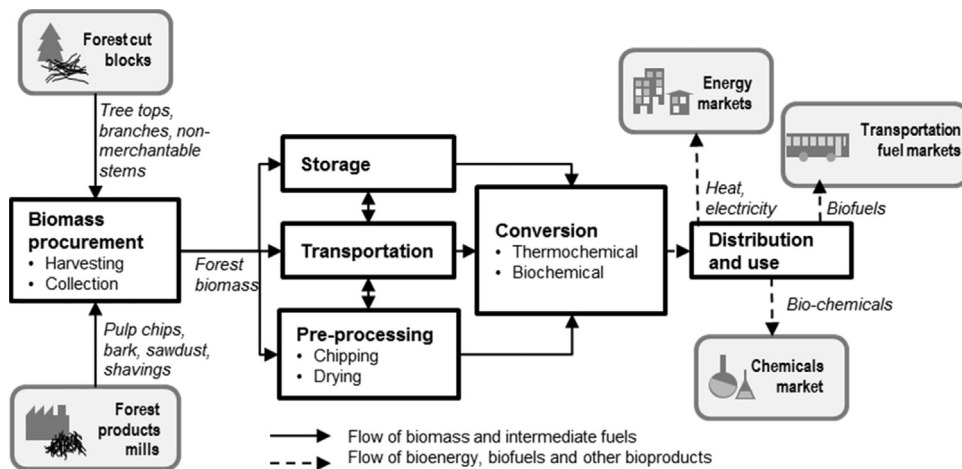 Forest cut
blocks
Tree tops,
branches, non-
merchantable
stems
Biomass
procurement
• Harvesting
• Collection
Pulp chips,
bark, sawdust,
shavings
Forest
products
mills
Forest
biomass
Storage
Transportation
Pre-processing
• Chipping
• Drying
Conversion
• Thermochemical
• Biochemical
Energy
markets
Transportation
fuel markets
Heat,
electricity
Biofuels
Distribution
and use
Bio-chemicals
Chemicals
market
Flow of biomass and intermediate fuels
Flow of bioenergy, biofuels and other bioproducts